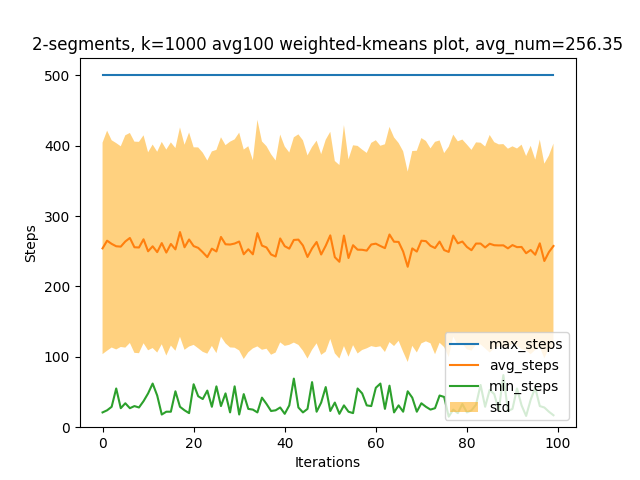 2-segments, k=1000 avg100 weighted-kmeans plot, avg_num=256.35
500
400
300
200
100
0
Steps
max_steps
avg_steps
min_steps
std
0
20
40
60
80
100
Iterations